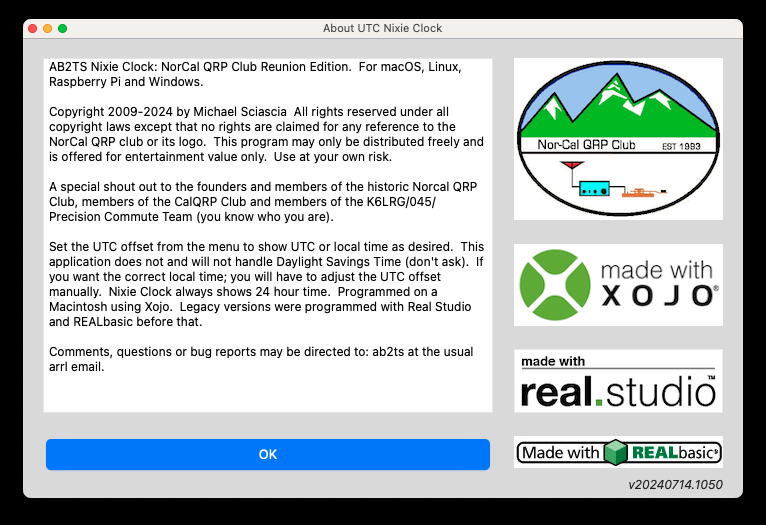 About UTC Nixie Clock
AB2TS Nixie Clock: NorCal QRP Club Reunion Edition.  For macOS, Linux,
Raspberry Pi and Windows.
Copyright 2009-2024 by Michael Sciascia  All rights reserved under all
copyright laws except that no rights are claimed for any reference to the
NorCal QRP club or its logo.  This program may only be distributed freely and
is offered for entertainment value only.  Use at your own risk.
A special shout out to the founders and members of the historic Norcal QRP
Club, members of the CalQRP Club and members of the K6LRG/045/
Precision Commute Team (you know who you are).
Set the UTC offset from the menu to show UTC or local time as desired.  This
application does not and will not handle Daylight Savings Time (don't ask).  If
you want the correct local time; you will have to adjust the UTC offset
manually.  Nixie Clock always shows 24 hour time.  Programmed on a
Macintosh using Xojo.  Legacy versions were programmed with Real Studio
and REALbasic before that.
Comments, questions or bug reports may be directed to: ab2ts at the usual
arrl email.
OK
Nor-Cal QRP Club EST 1993
made with
XOJO®
made with
real.studio™
Made with REALbasic®
v20240714.1050